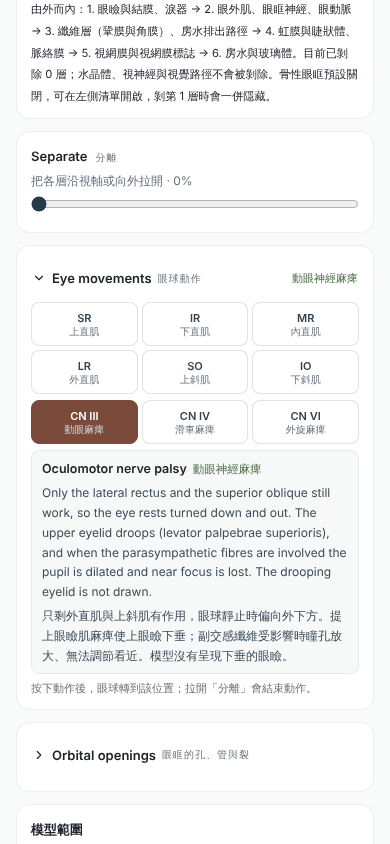 由外而內：1. 眼瞼與結膜、淚器 → 2. 眼外肌、眼眶神經、眼動脈
→ 3. 纖維層（鞏膜與角膜）、房水排出路徑 → 4. 虹膜與睫狀體、
脈絡膜 → 5. 視網膜與視網膜標誌 → 6. 房水與玻璃體。目前已剝
除 0 層；水晶體、視神經與視覺路徑不會被剝除。骨性眼眶預設關
閉，可在左側清單開啟，剝第 1 層時會一併隱藏。
Separate 分離
把各層沿視軸或向外拉開 · 0%
Eye movements 眼球動作 動眼神經麻痺
SR IR MR
上直肌 下直肌 內直肌
LR SO IO
外直肌 上斜肌 下斜肌
CN III CN IV CN VI
動眼麻痺 滑車麻痺 外旋麻痺
Oculomotor nerve palsy 動眼神經麻痺
Only the lateral rectus and the superior oblique still
work, so the eye rests turned down and out. The
upper eyelid droops (levator palpebrae superioris),
and when the parasympathetic fibres are involved the
pupil is dilated and near focus is lost. The drooping
eyelid is not drawn.
只剩外直肌與上斜肌有作用，眼球靜止時偏向外下方。提
上眼瞼肌麻痺使上眼瞼下垂；副交感纖維受影響時瞳孔放
大、無法調節看近。模型沒有呈現下垂的眼瞼。
按下動作後，眼球轉到該位置；拉開「分離」會結束動作。
Orbital openings 眼眶的孔、管與裂
模型範圍